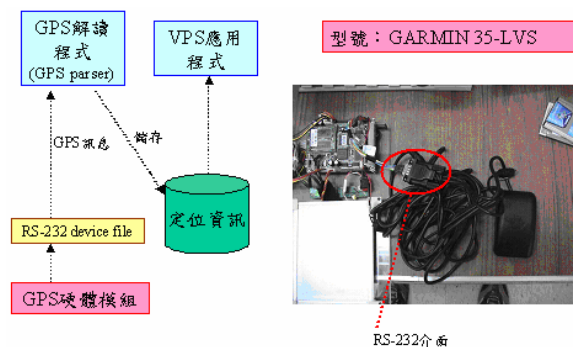 GPS解讀
程式
(GPS parser)
VPS應用
程式
型號：GARMIN 35-LVS
GPS訊息
儲存
定位資訊
RS-232 device file
GPS硬體模組
RS-232介面